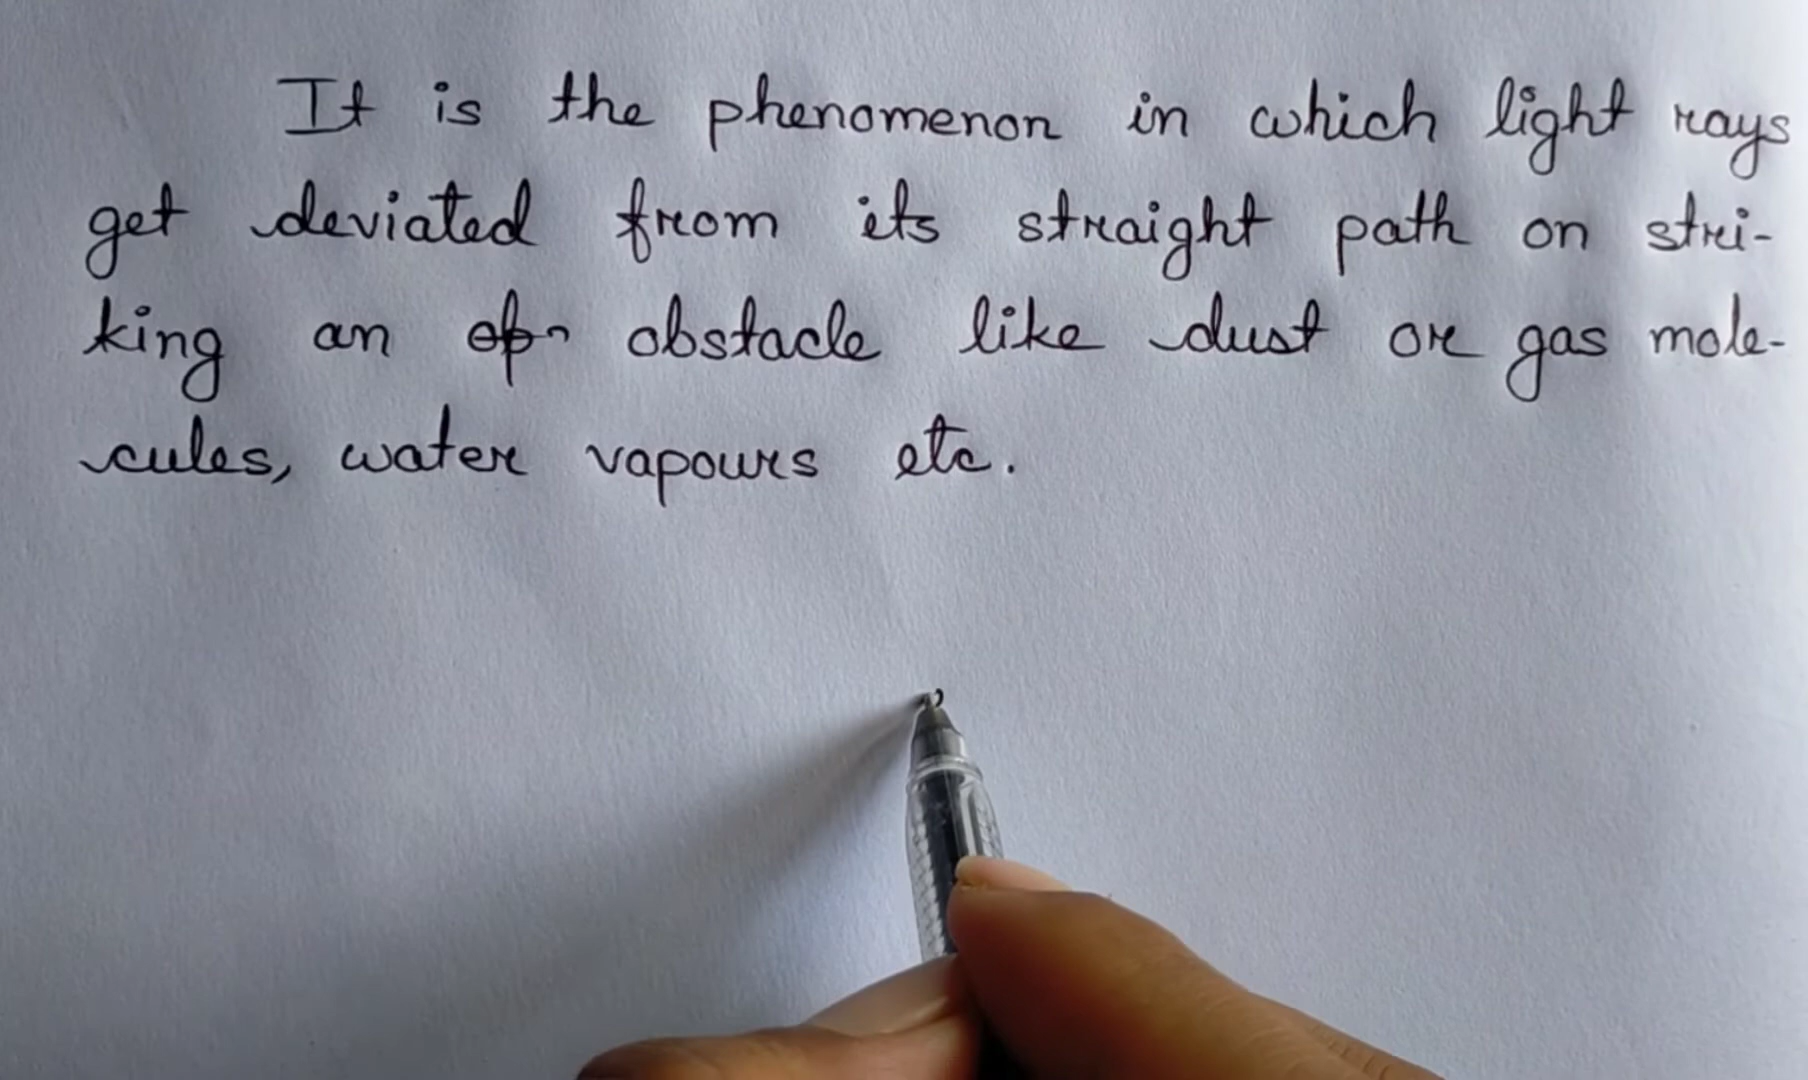 It is the phenomenon in which light rays
get deviated from its straight path on stri-
king an obstacle like dust or gas mole-
cules, water vapours etc.